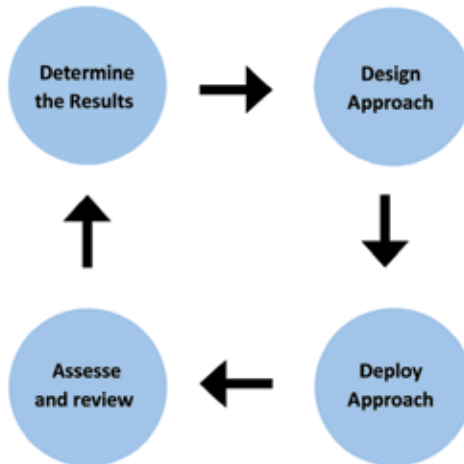 Determine
the Results
Design
Approach
Assesse
and review
Deploy
Approach